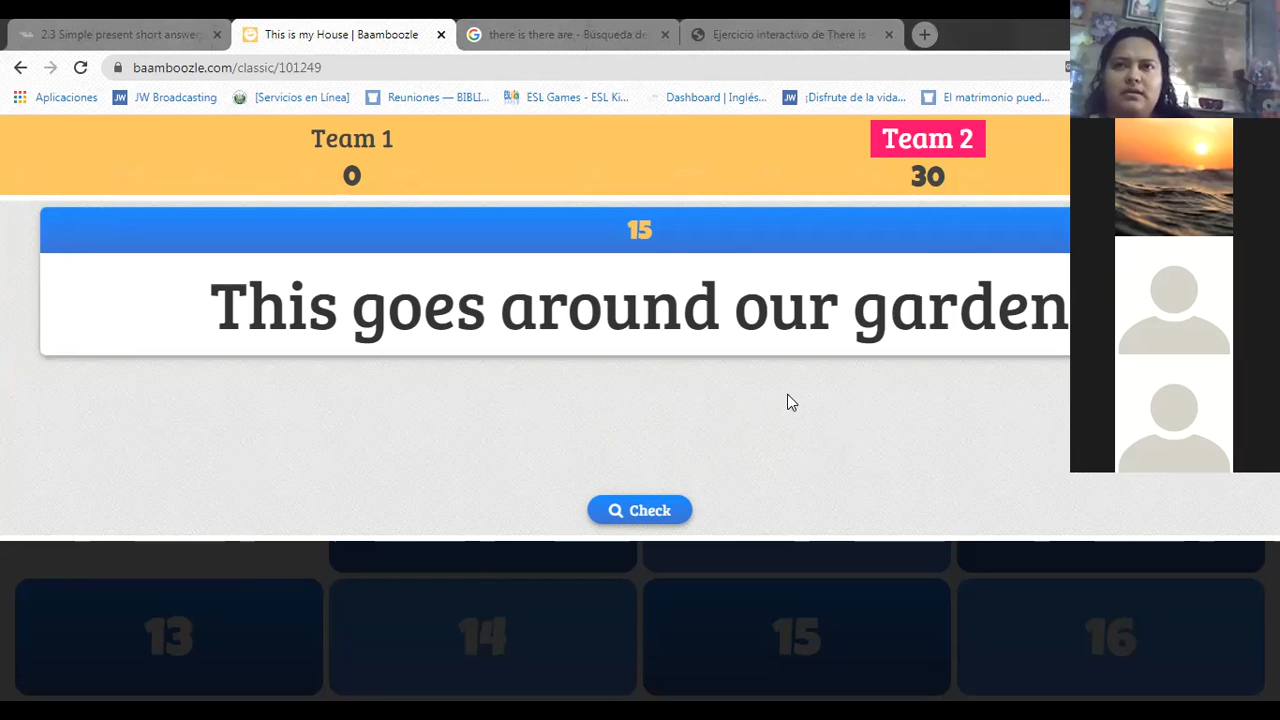 2.3 Simple present short answer
This is my House | Baamboozle
there is there are - Búsqueda de
Ejercicio interactivo de There is
baamboozle.com/classic/101249
Aplicaciones
JW Broadcasting
[Servicios en Línea]
Reuniones — BIBLI...
ESL Games - ESL Ki...
Dashboard | Inglés...
¡Disfrute de la vida...
El matrimonio pued...
Team 1
Team 2
0
30
15
This goes around our garden
Check
13
14
15
16